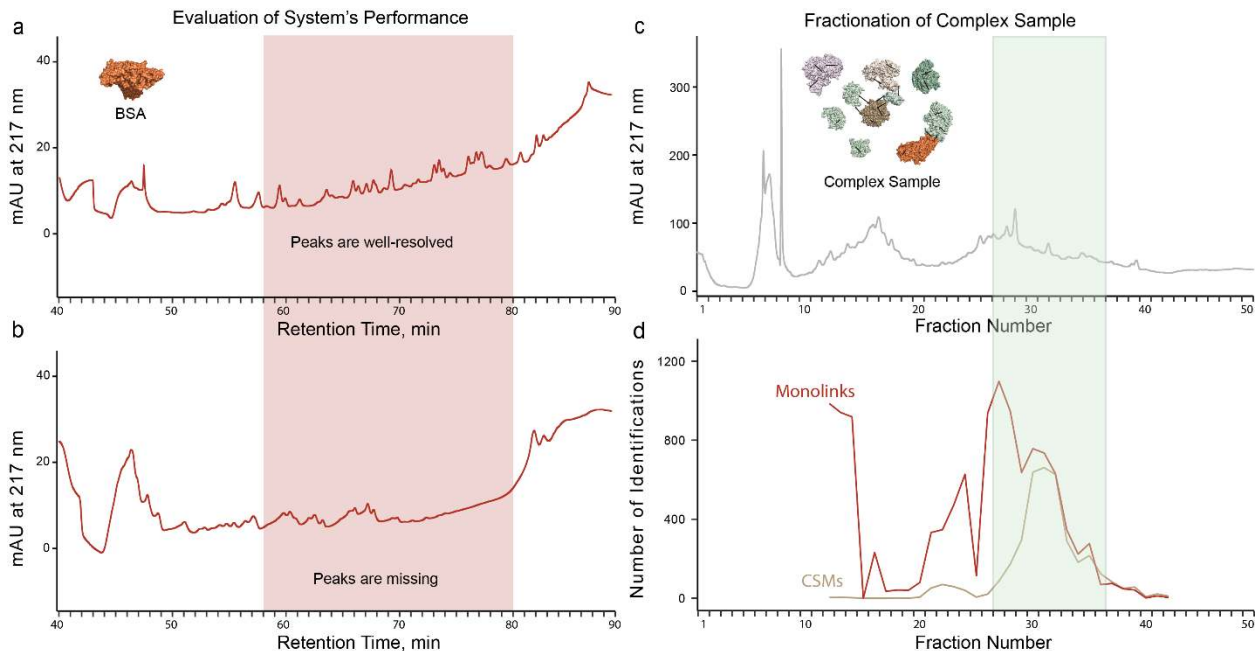 Evaluation of System's Performance
a
40
20
0
mAU at 217 nm
BSA
Peaks are well-resolved
40 50 60 70 80 90
Retention Time, min
b
40
20
0
mAU at 217 nm
Peaks are missing
40 50 60 70 80 90
Retention Time, min
Fractionation of Complex Sample
c
300
200
100
0
mAU at 217 nm
Complex Sample
1 10 20 30 40 50
Fraction Number
d
1200
800
400
0
Number of Identifications
Monolinks
CSMs
1 10 20 30 40 50
Fraction Number